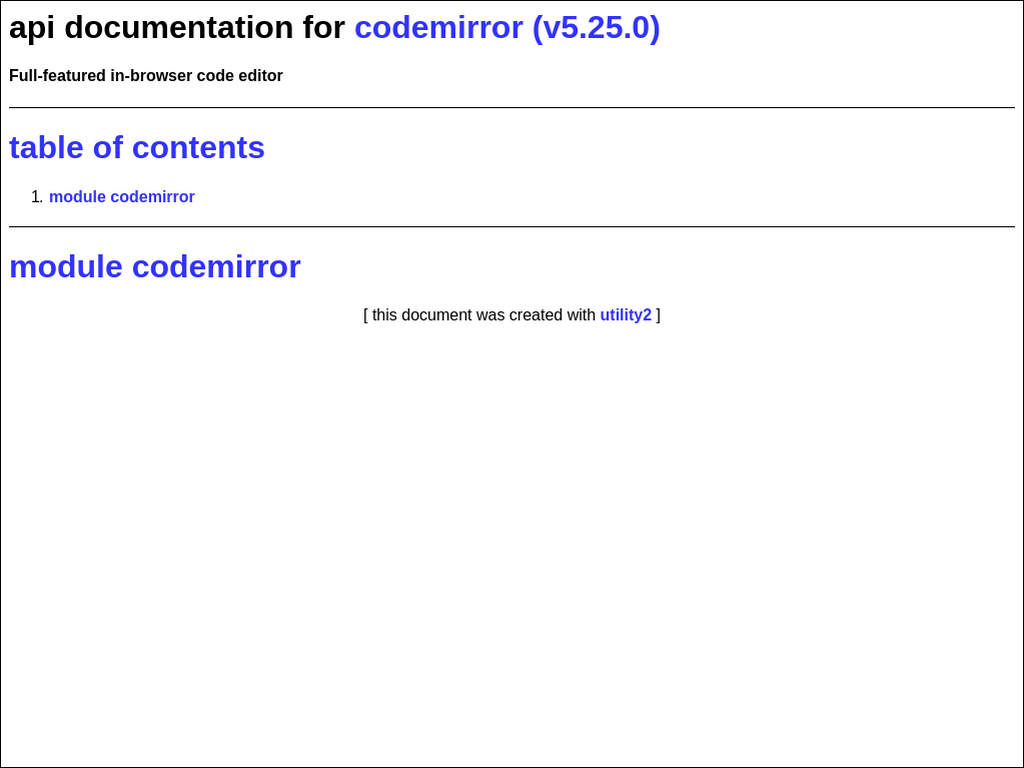 api documentation for codemirror (v5.25.0)
Full-featured in-browser code editor
table of contents
1. module codemirror
module codemirror
[ this document was created with utility2 ]